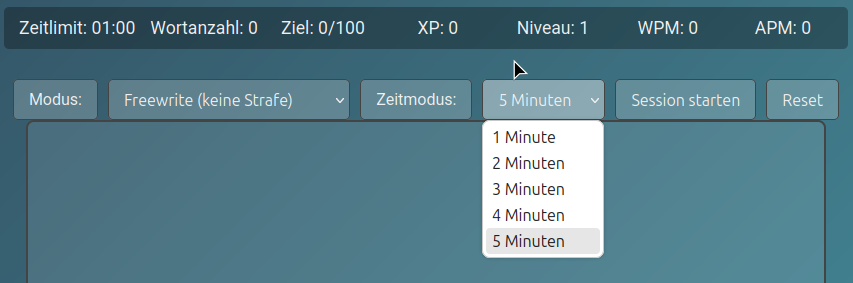 Zeitlimit: 01:00 Wortanzahl: 0 Ziel: 0/100 XP: 0 Niveau: 1 WPM: 0 APM: 0
Modus: Freewrite (keine Strafe) Zeitmodus: 5 Minuten Session starten Reset
1 Minute
2 Minuten
3 Minuten
4 Minuten
5 Minuten